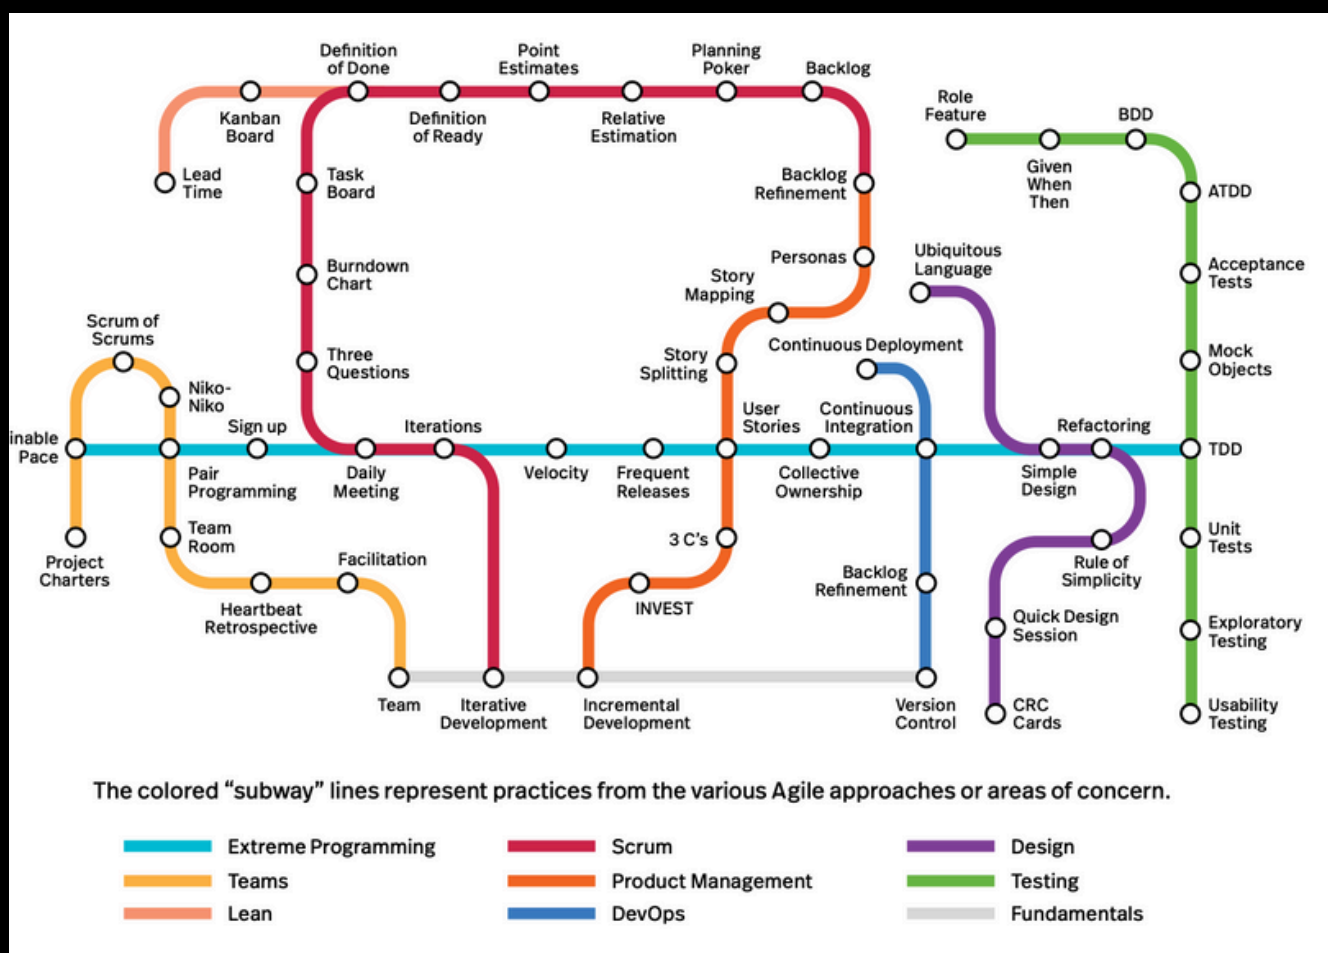 Definition
of Done
Point
Estimates
Planning
Poker
Backlog
Kanban
Board
Definition
of Ready
Relative
Estimation
Role
Feature
BDD
Given
When
Then
Lead
Time
Task
Board
Backlog
Refinement
ATDD
Burndown
Chart
Story
Mapping
Personas
Ubiquitous
Language
Acceptance
Tests
Scrum of
Scrums
Niko-
Niko
Three
Questions
Story
Splitting
Continuous Deployment
Mock
Objects
inable
Pace
Sign up
Iterations
User
Stories
Continuous
Integration
Refactoring
TDD
Pair
Programming
Daily
Meeting
Velocity
Frequent
Releases
Collective
Ownership
Simple
Design
Project
Charters
Team
Room
Facilitation
3 C's
Backlog
Refinement
Rule of
Simplicity
Unit
Tests
Heartbeat
Retrospective
INVEST
Quick Design
Session
Exploratory
Testing
Team
Iterative
Development
Incremental
Development
Version
Control
CRC
Cards
Usability
Testing
The colored “subway” lines represent practices from the various Agile approaches or areas of concern.
Extreme Programming
Teams
Lean
Scrum
Product Management
DevOps
Design
Testing
Fundamentals